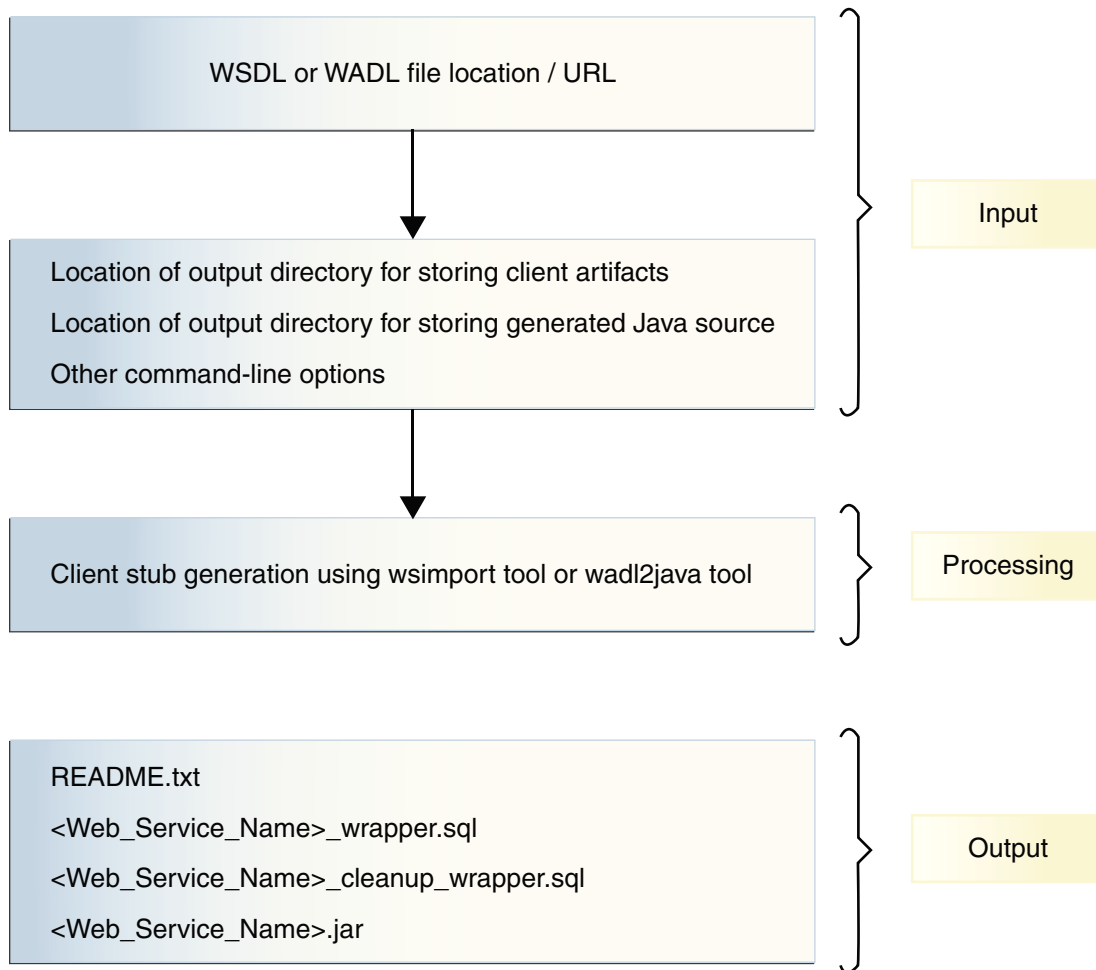 WSDL or WADL file location / URL
Input
Location of output directory for storing client artifacts
Location of output directory for storing generated Java source
Other command-line options
Client stub generation using wsimport tool or wadl2java tool
Processing
README.txt
<Web_Service_Name>_wrapper.sql
<Web_Service_Name>_cleanup_wrapper.sql
<Web_Service_Name>.jar
Output